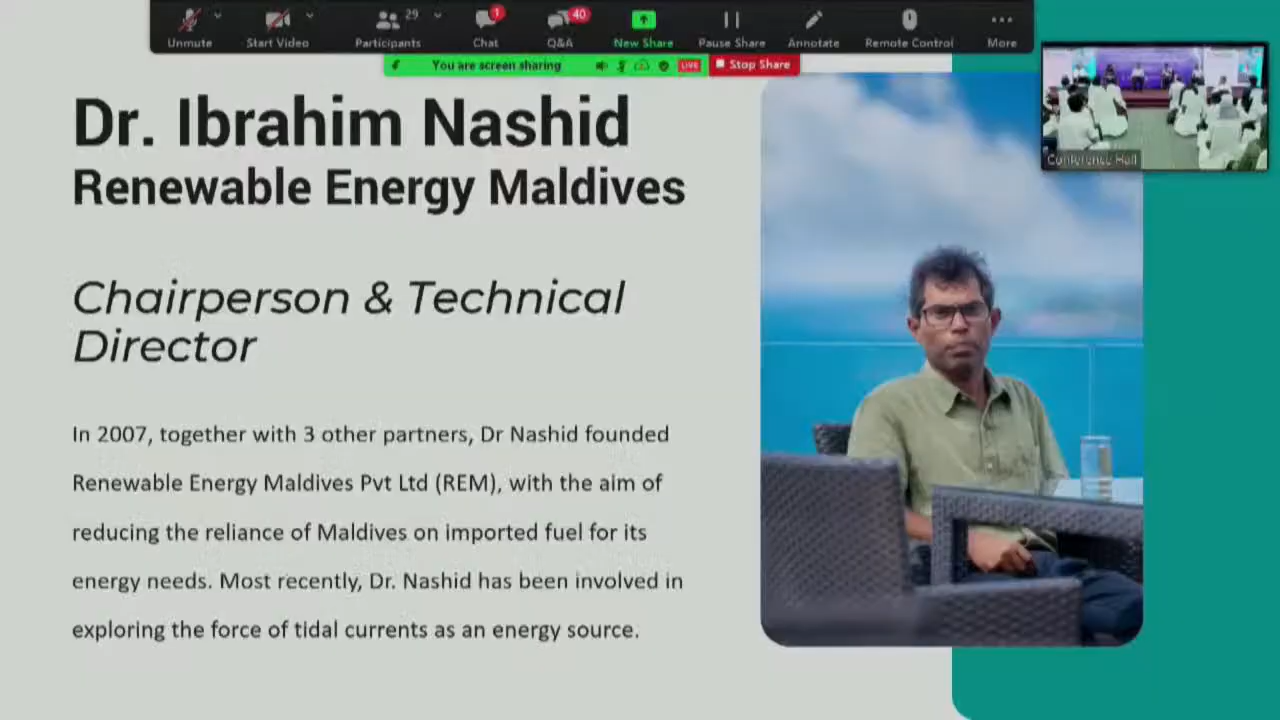 29
1
40
Unmute
Start Video
Participants
Chat
Q&A
New Share
Pause Share
Annotate
Remote Control
More
You are screen sharing
LIVE
Stop Share
Conference Hall
Dr. Ibrahim Nashid
Renewable Energy Maldives
Chairperson & Technical
Director
In 2007, together with 3 other partners, Dr Nashid founded
Renewable Energy Maldives Pvt Ltd (REM), with the aim of
reducing the reliance of Maldives on imported fuel for its
energy needs. Most recently, Dr. Nashid has been involved in
exploring the force of tidal currents as an energy source.